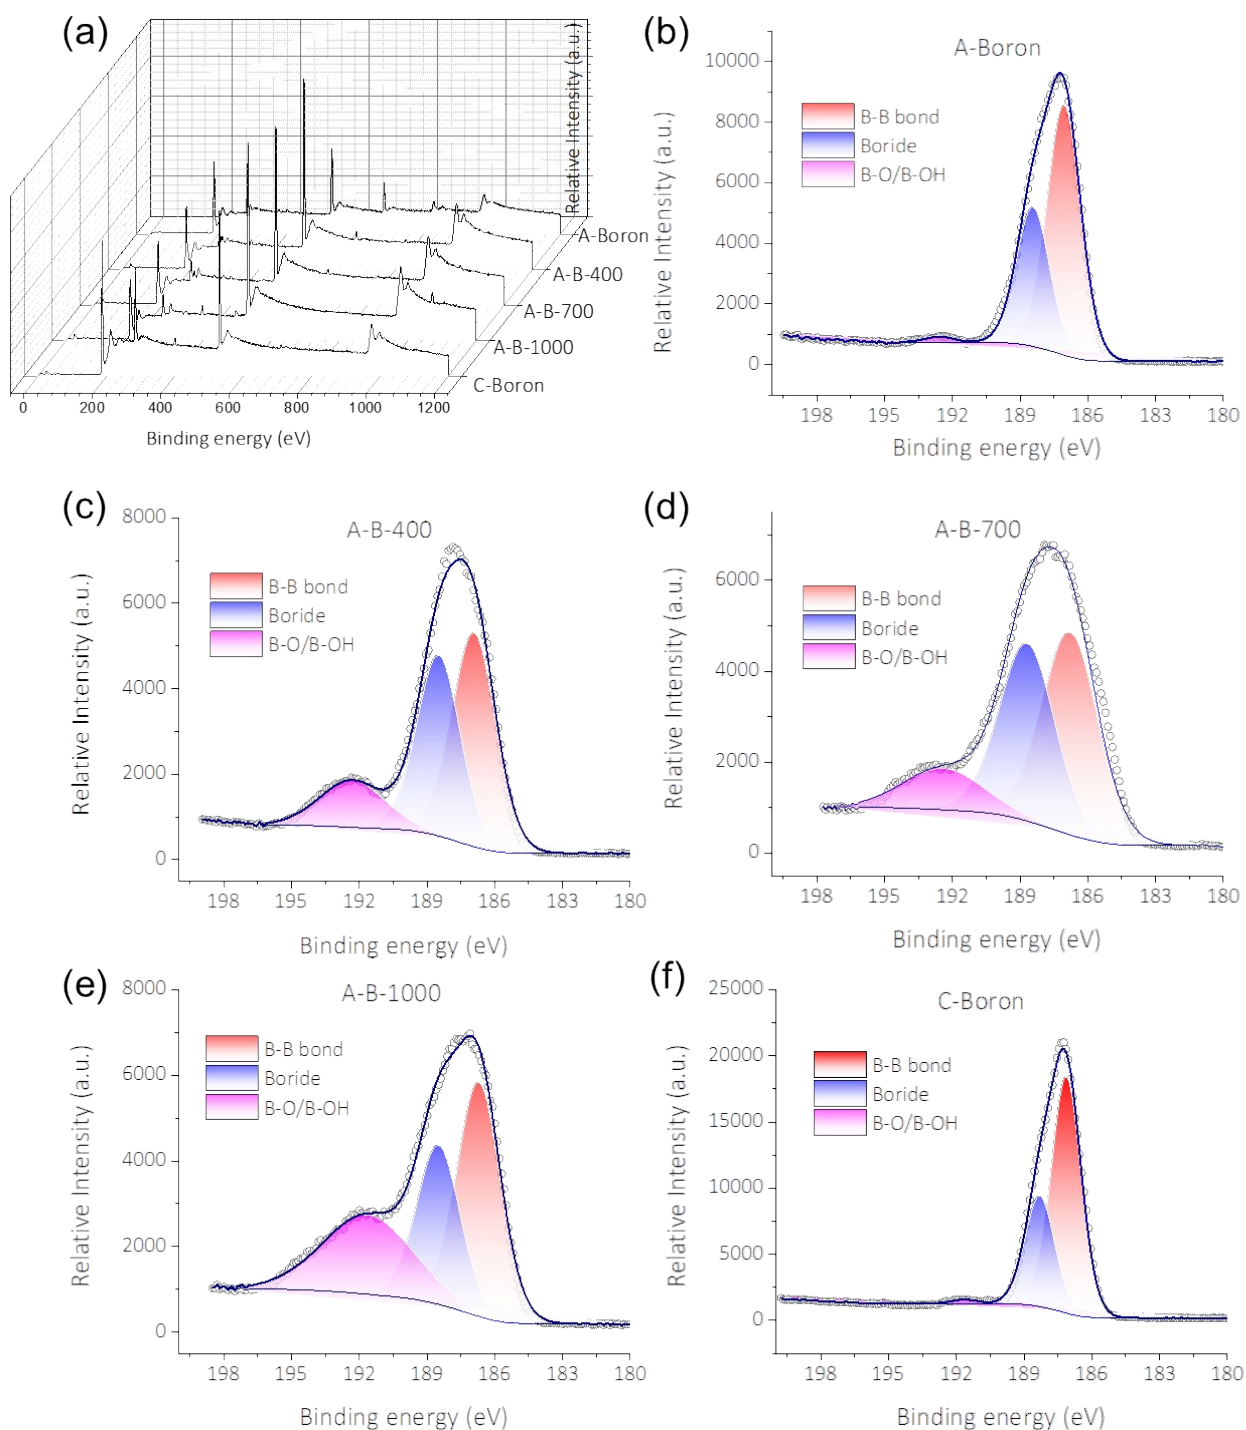 (a)
Relative Intensity (a.u.)
A-Boron
A-B-400
A-B-700
A-B-1000
C-Boron
0 200 400 600 800 1000 1200
Binding energy (eV)
(b)
A-Boron
B-B bond
Boride
B-O/B-OH
Relative Intensity (a.u.)
10000
8000
6000
4000
2000
0
198 195 192 189 186 183 180
Binding energy (eV)
(c)
A-B-400
B-B bond
Boride
B-O/B-OH
Relative Intensity (a.u.)
8000
6000
4000
2000
0
198 195 192 189 186 183 180
Binding energy (eV)
(d)
A-B-700
B-B bond
Boride
B-O/B-OH
Relative Intensity (a.u.)
6000
4000
2000
0
198 195 192 189 186 183 180
Binding energy (eV)
(e)
A-B-1000
B-B bond
Boride
B-O/B-OH
Relative Intensity (a.u.)
8000
6000
4000
2000
0
198 195 192 189 186 183 180
Binding energy (eV)
(f)
C-Boron
B-B bond
Boride
B-O/B-OH
Relative Intensity (a.u.)
25000
20000
15000
10000
5000
0
198 195 192 189 186 183 180
Binding energy (eV)